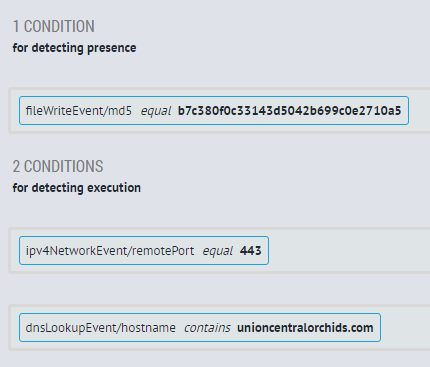 1 CONDITION
for detecting presence
fileWriteEvent/md5 equal b7c380f0c33143d5042b699c0e2710a5
2 CONDITIONS
for detecting execution
ipv4NetworkEvent/remotePort equal 443
dnsLookupEvent/hostname contains unioncentralorchids.com